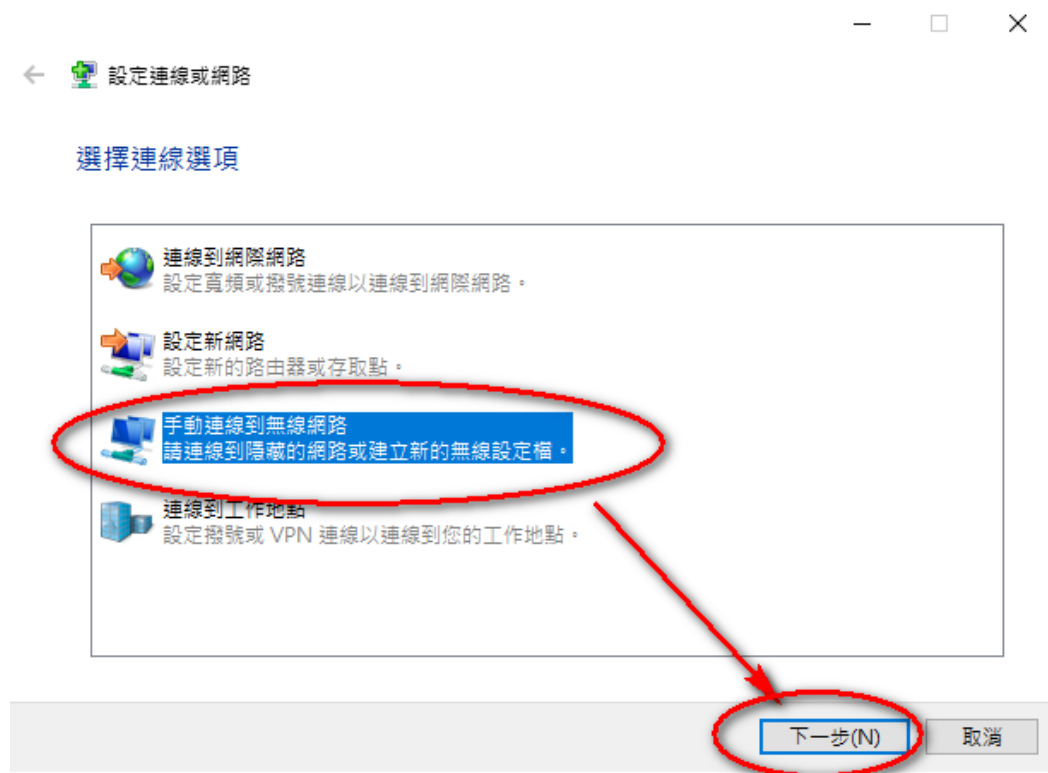 設定連線或網路
選擇連線選項
連線到網際網路
設定寬頻或撥號連線以連線到網際網路。
設定新網路
設定新的路由器或存取點。
手動連線到無線網路
請連線到隱藏的網路或建立新的無線設定檔。
連線到工作地點
設定撥號或 VPN 連線以連線到您的工作地點。
下一步(N)
取消